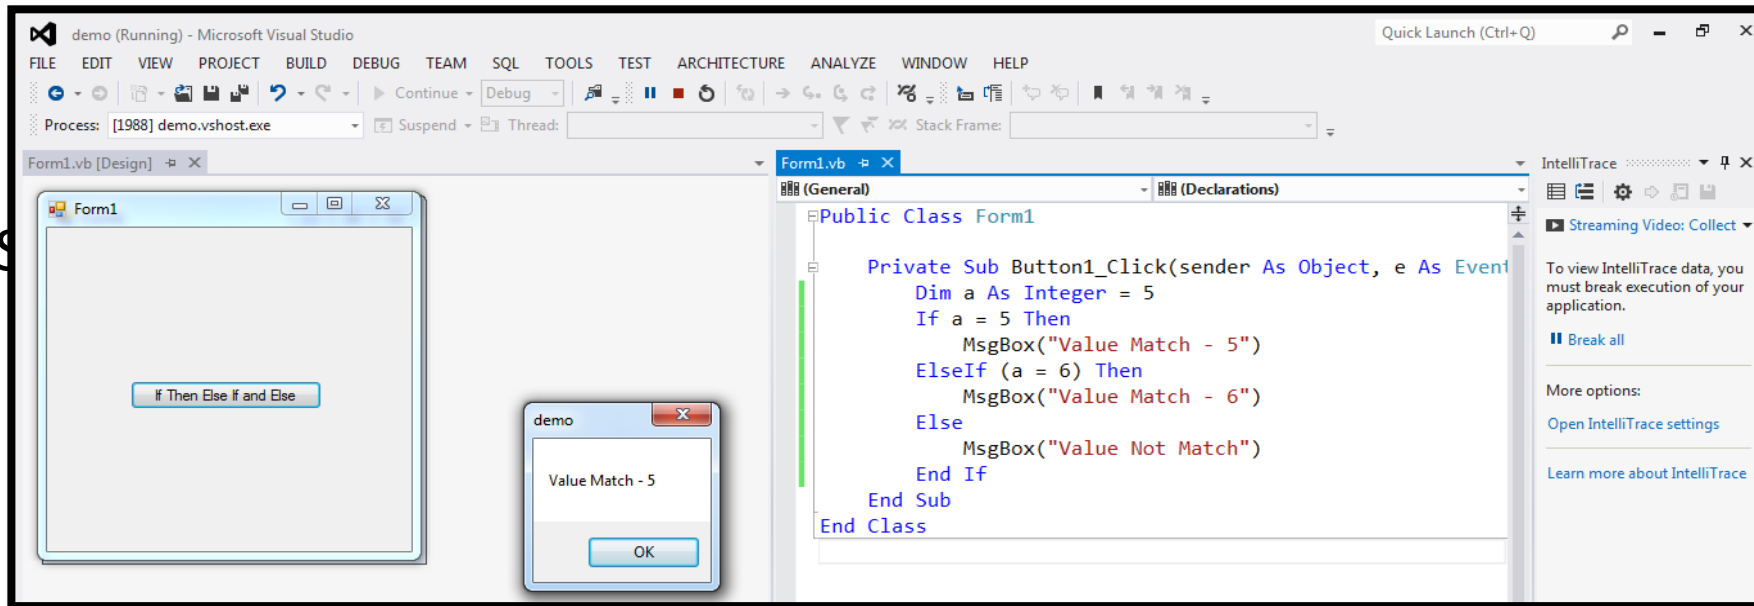 demo (Running) - Microsoft Visual Studio
Quick Launch (Ctrl+Q)
FILE EDIT VIEW PROJECT BUILD DEBUG TEAM SQL TOOLS TEST ARCHITECTURE ANALYZE WINDOW HELP
Continue Debug
Process: [1988] demo.vshost.exe Suspend Thread: Stack Frame:
Form1.vb [Design]
Form1
If Then Else If and Else
demo
Value Match - 5
OK
Form1.vb
(General) (Declarations)
Public Class Form1
Private Sub Button1_Click(sender As Object, e As Event
Dim a As Integer = 5
If a = 5 Then
MsgBox("Value Match - 5")
ElseIf (a = 6) Then
MsgBox("Value Match - 6")
Else
MsgBox("Value Not Match")
End If
End Sub
End Class
IntelliTrace
Streaming Video: Collect
To view IntelliTrace data, you
must break execution of your
application.
Break all
More options:
Open IntelliTrace settings
Learn more about IntelliTrace